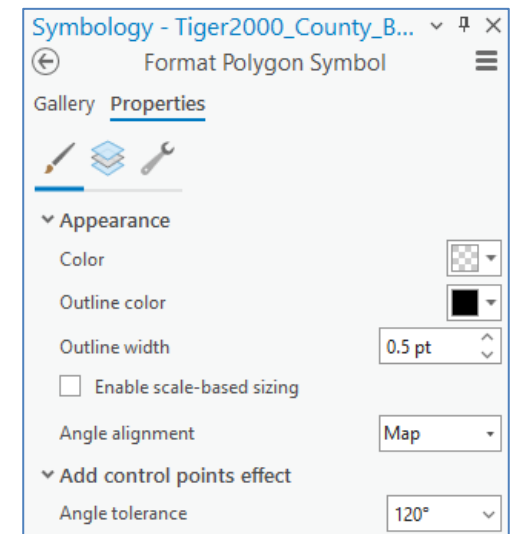 Symbology - Tiger2000_County_B...
Format Polygon Symbol
Gallery Properties
Appearance
Color
Outline color
Outline width 0.5 pt
Enable scale-based sizing
Angle alignment Map
Add control points effect
Angle tolerance 120°